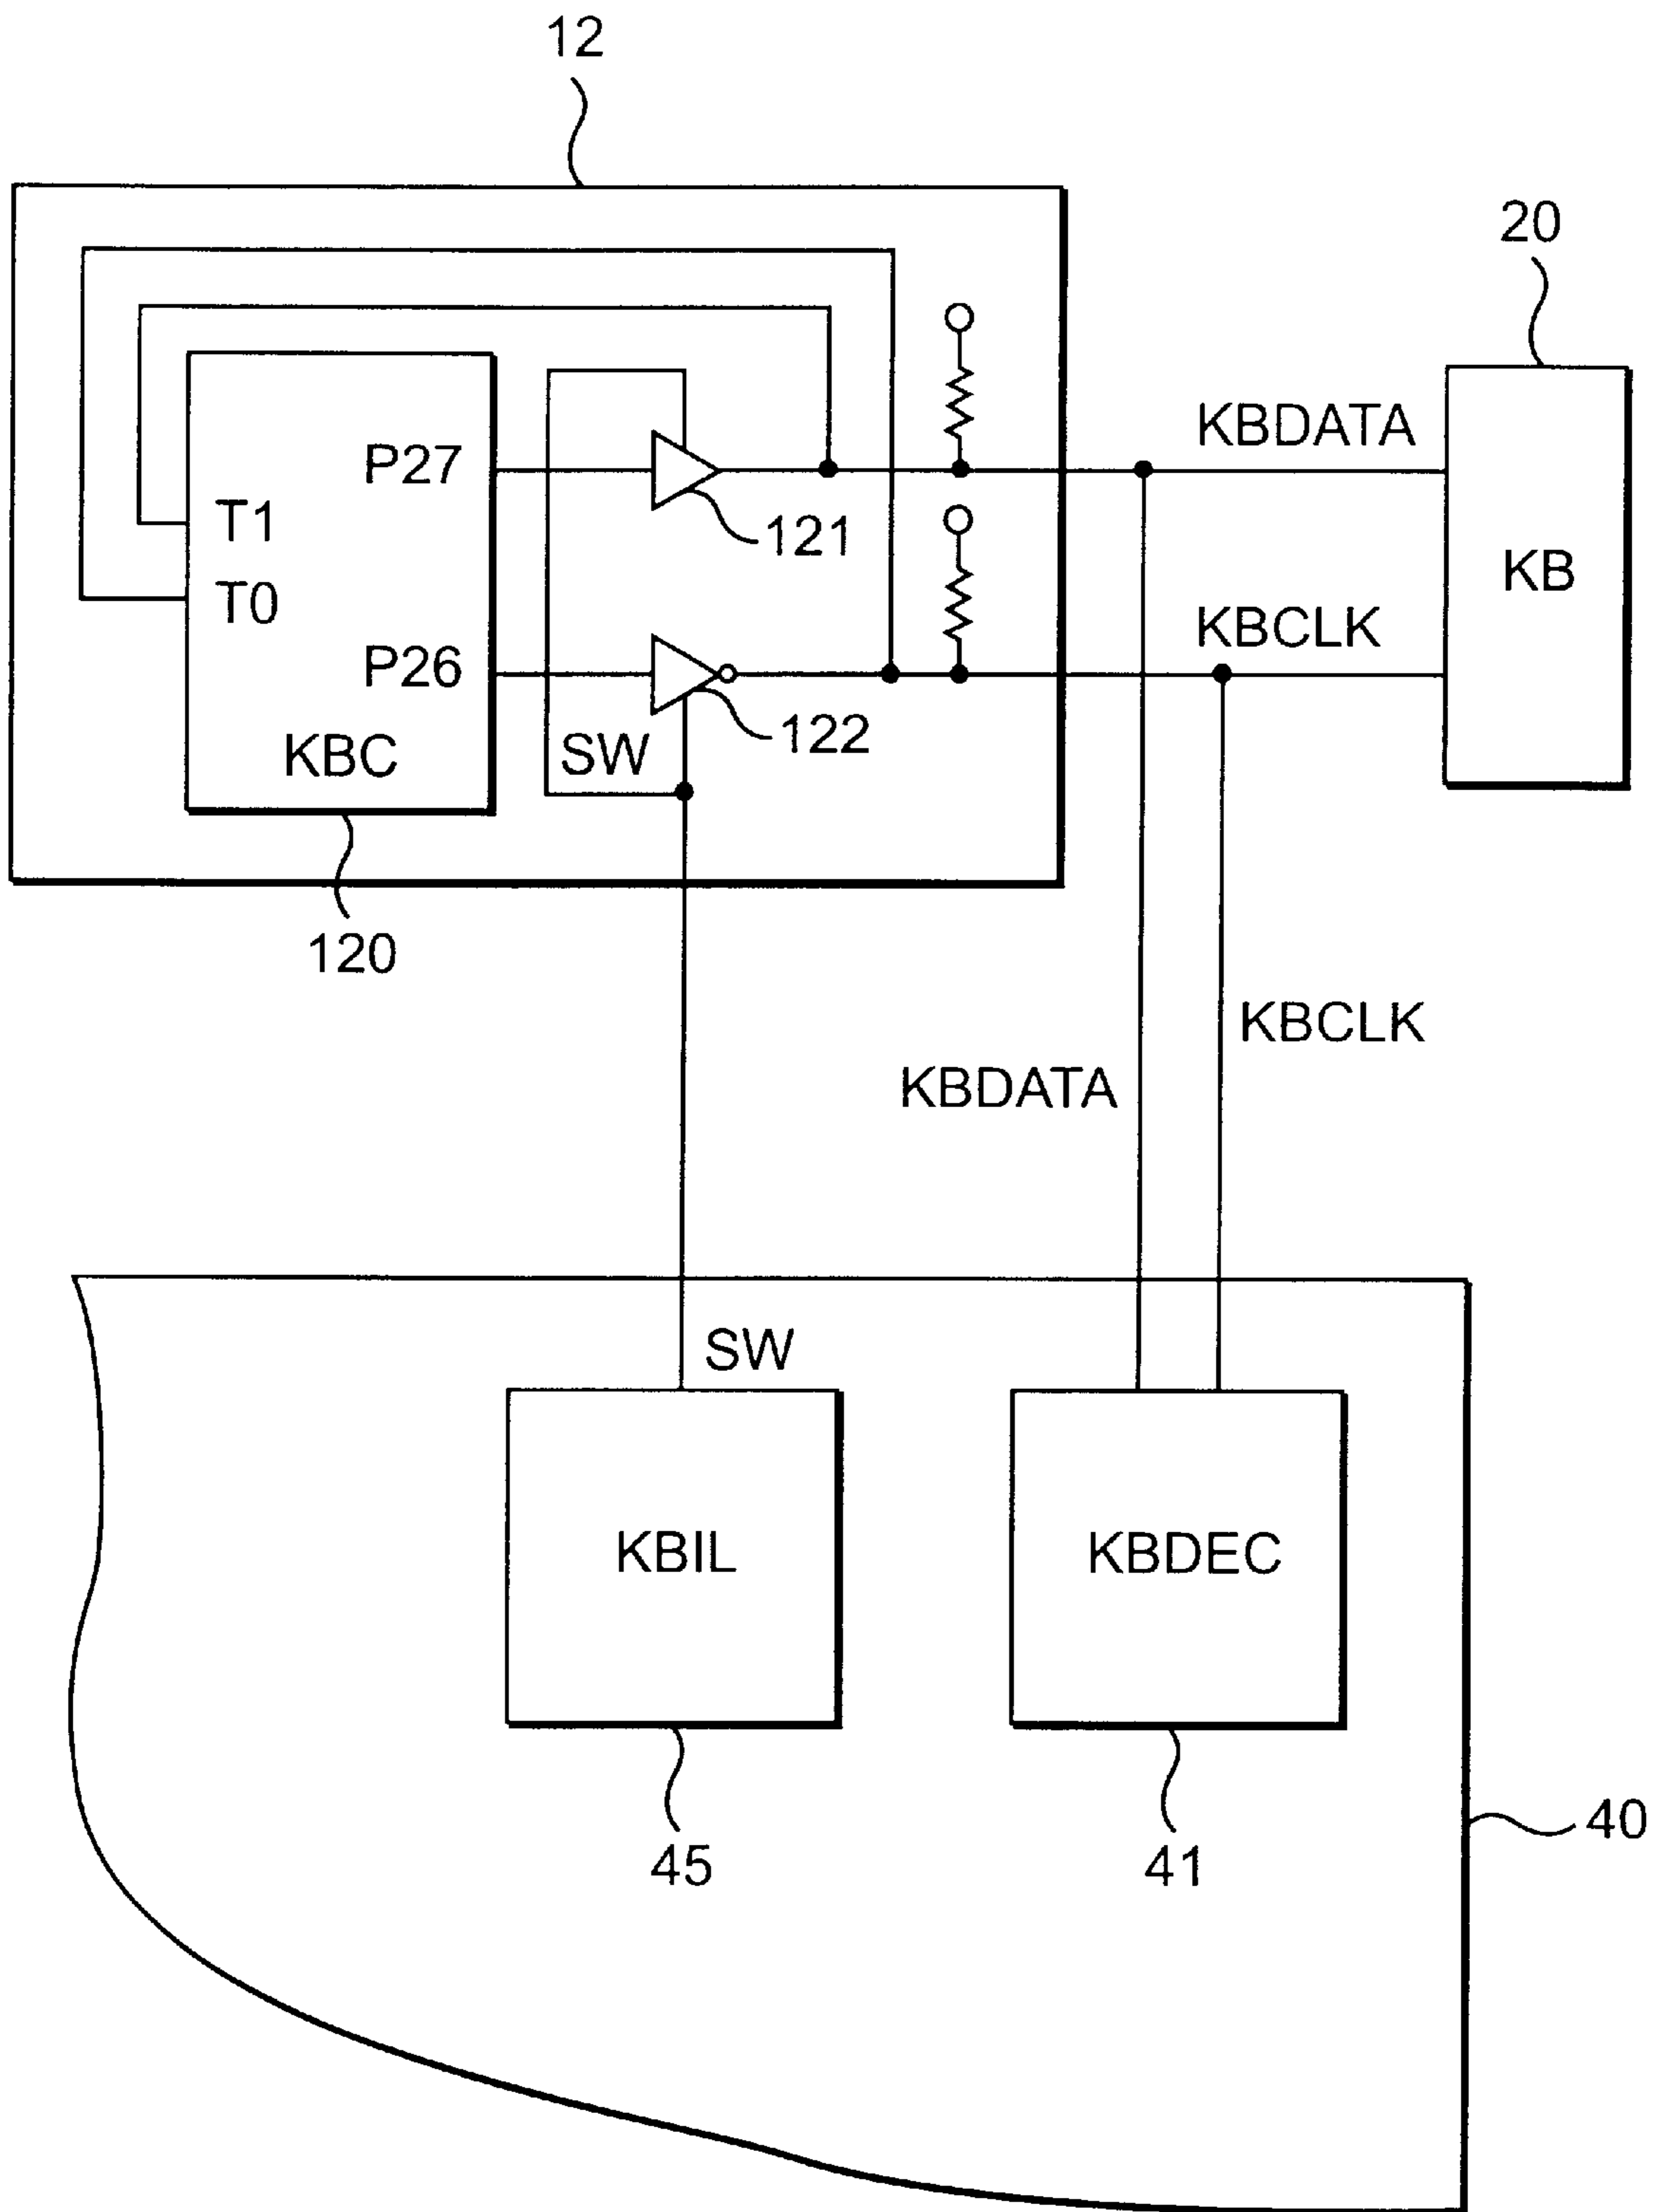 12
20
KBDATA
P27
T1
121
T0
KB
KBCLK
P26
122
SW
KBC
120
KBCLK
KBDATA
SW
KBIL
KBDEC
40
45
41